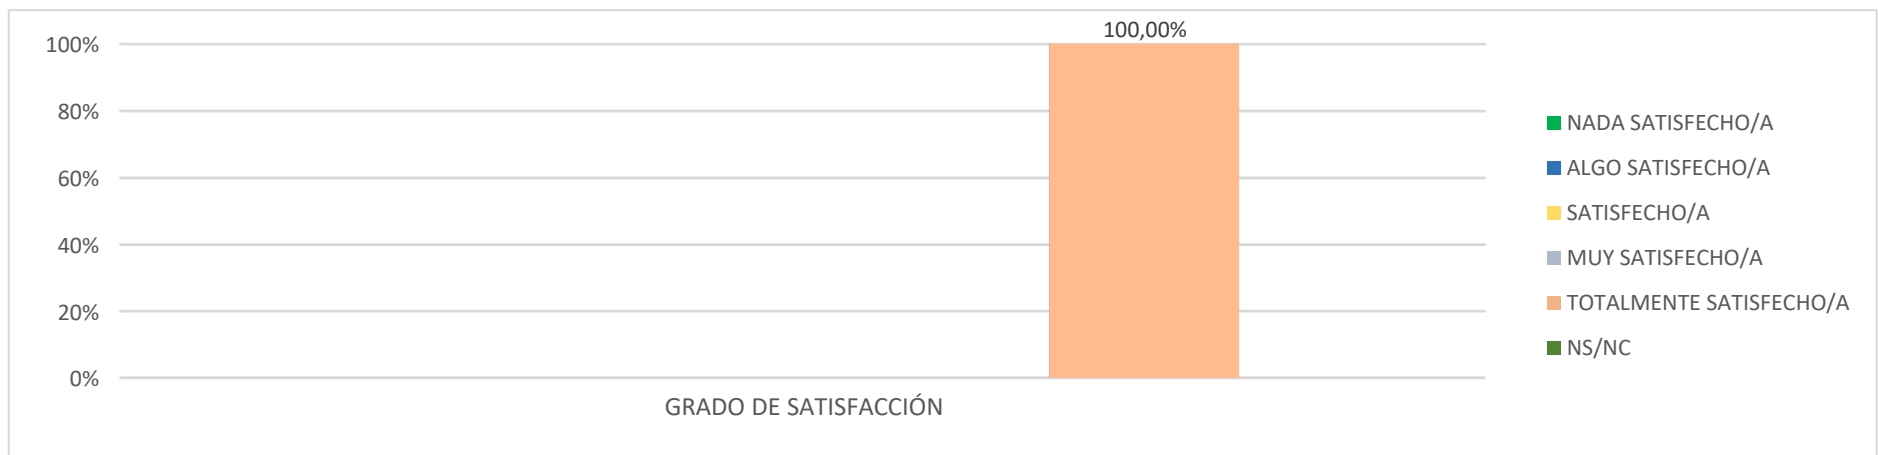 100,00%
100%
80%
60%
40%
20%
0%
GRADO DE SATISFACCIÓN
NADA SATISFECHO/A
ALGO SATISFECHO/A
SATISFECHO/A
MUY SATISFECHO/A
TOTALMENTE SATISFECHO/A
NS/NC